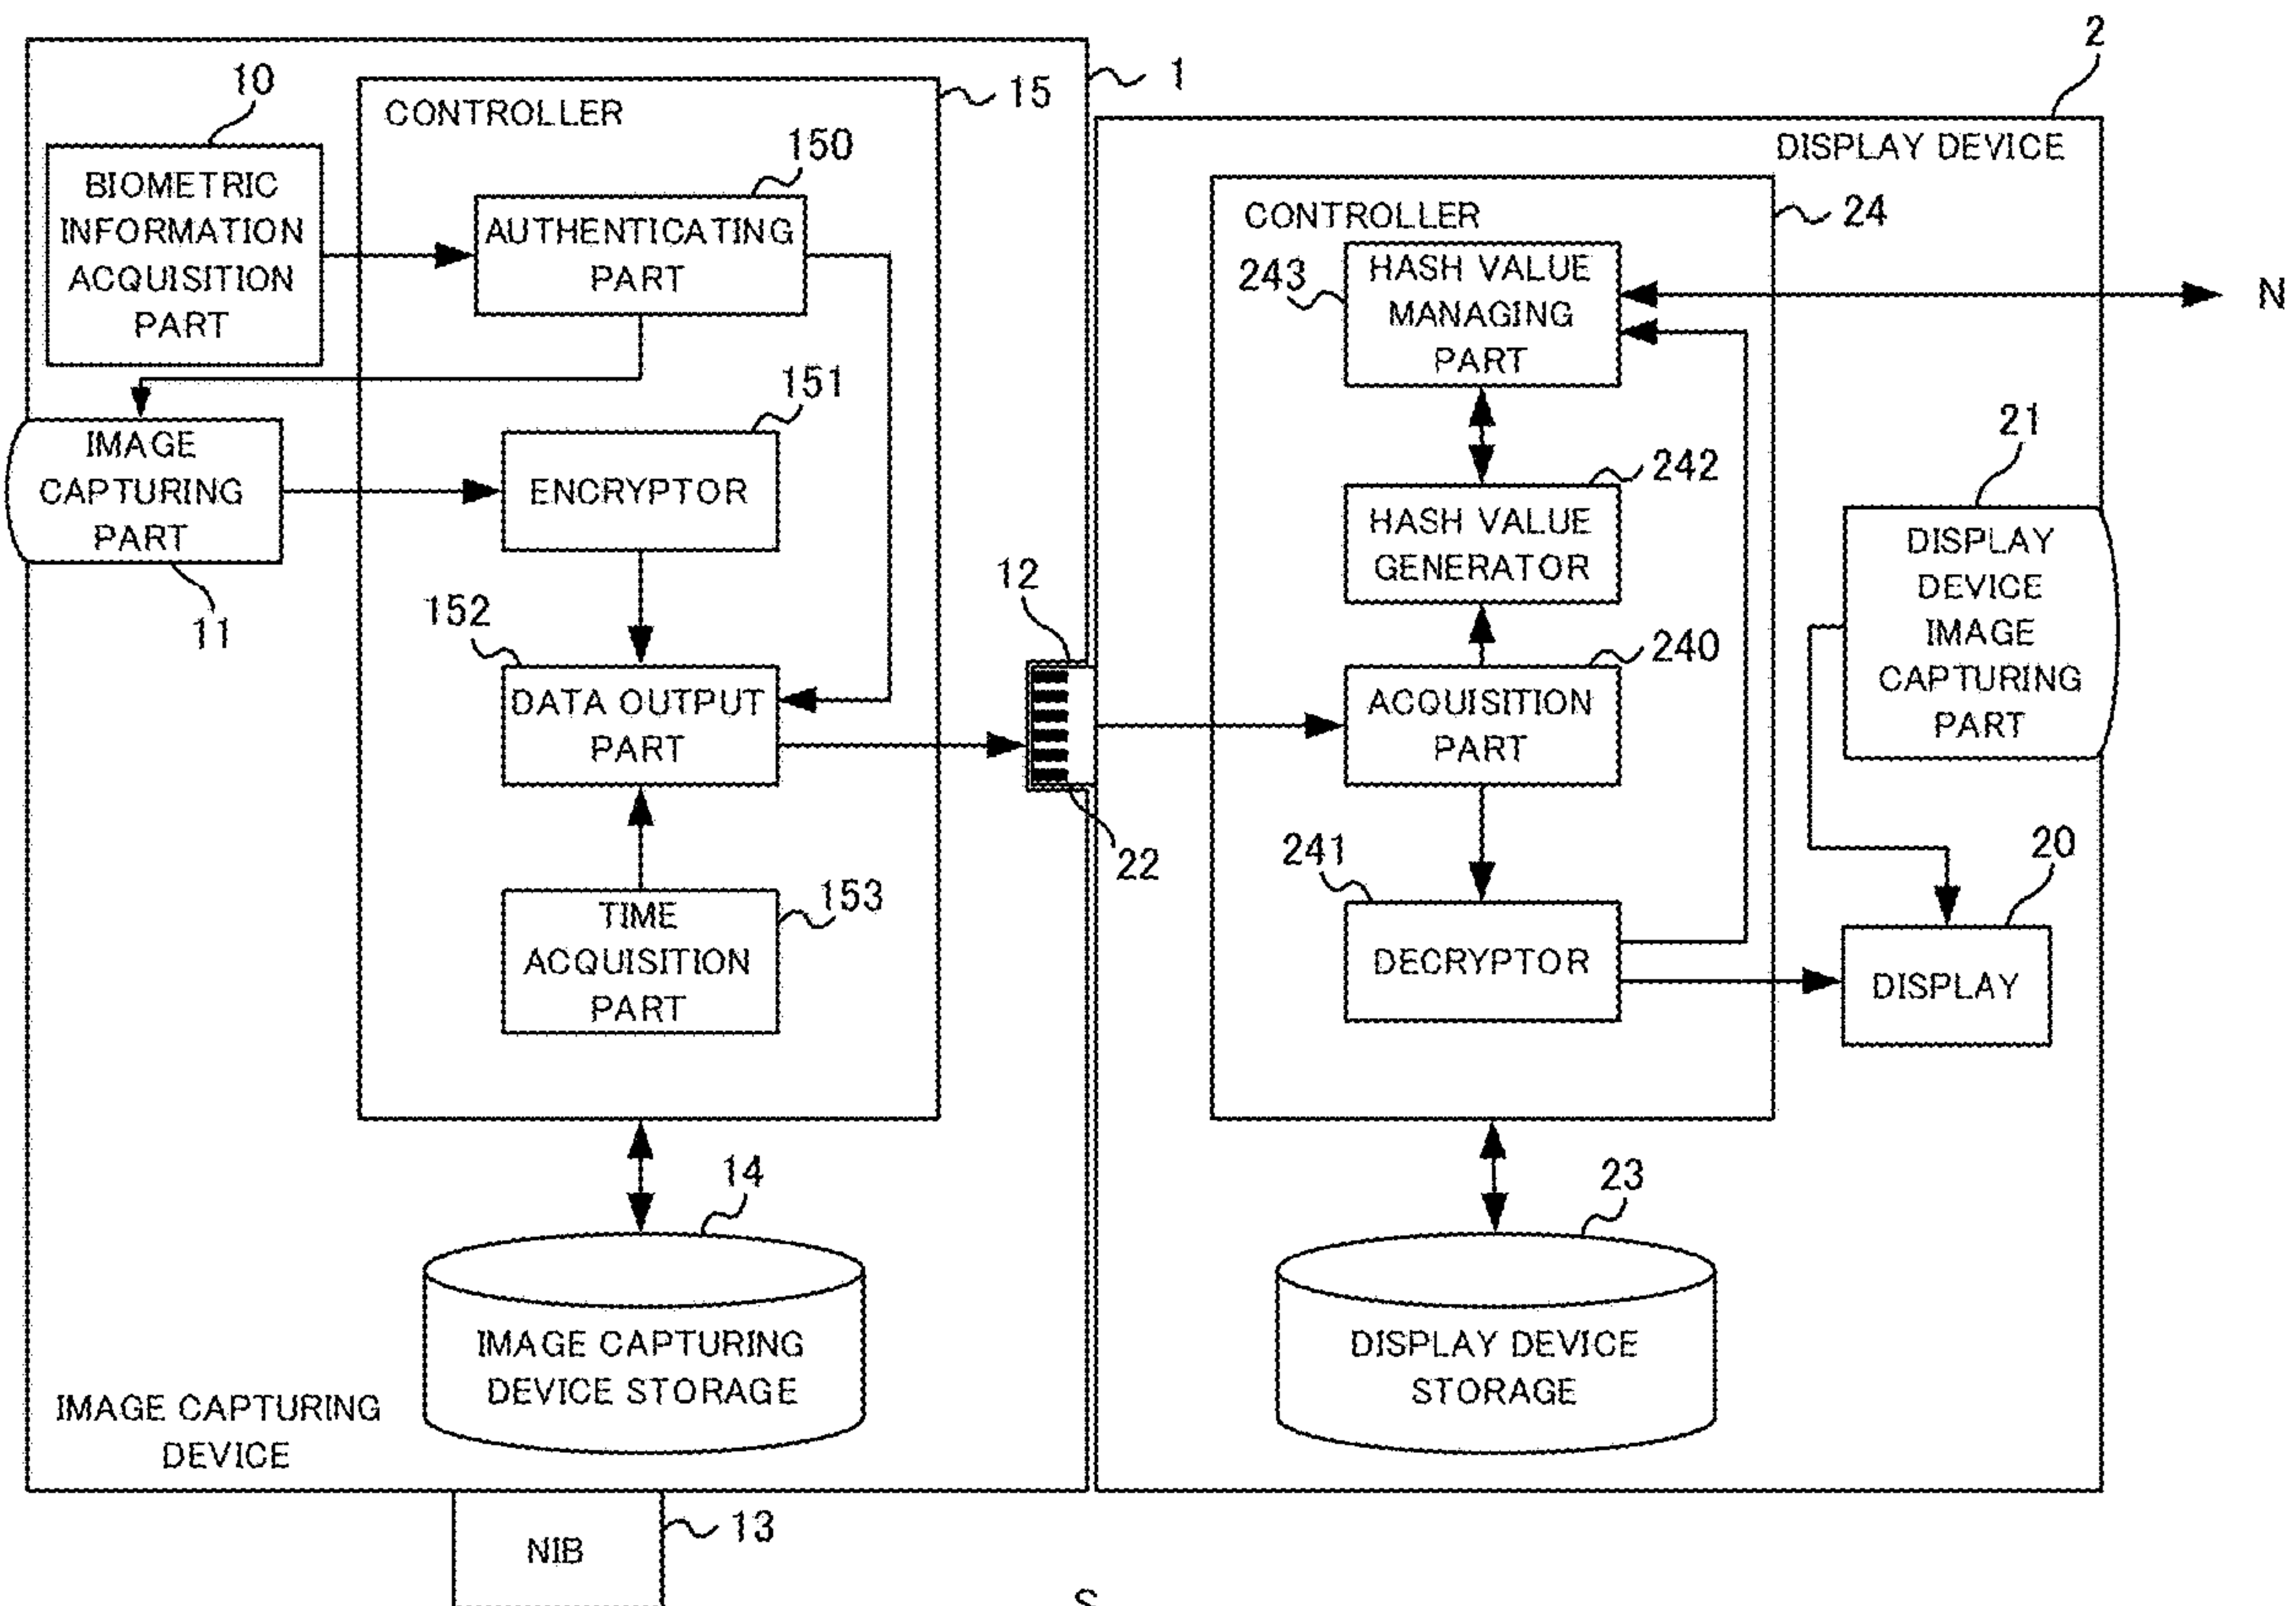 2
1
10
15
CONTROLLER
150
DISPLAY DEVICE
BIOMETRIC
INFORMATION
ACQUISITION
PART
AUTHENTICATING
PART
24
CONTROLLER
243
HASH VALUE
MANAGING
PART
N
151
IMAGE
CAPTURING
PART
11
ENCRYPTOR
242
HASH VALUE
GENERATOR
21
DISPLAY
DEVICE
IMAGE
CAPTURING
PART
12
152
DATA OUTPUT
PART
240
ACQUISITION
PART
22
153
TIME
ACQUISITION
PART
241
DECRYPTOR
20
DISPLAY
14
IMAGE CAPTURING
DEVICE STORAGE
23
DISPLAY DEVICE
STORAGE
IMAGE CAPTURING
DEVICE
13
NIB
S